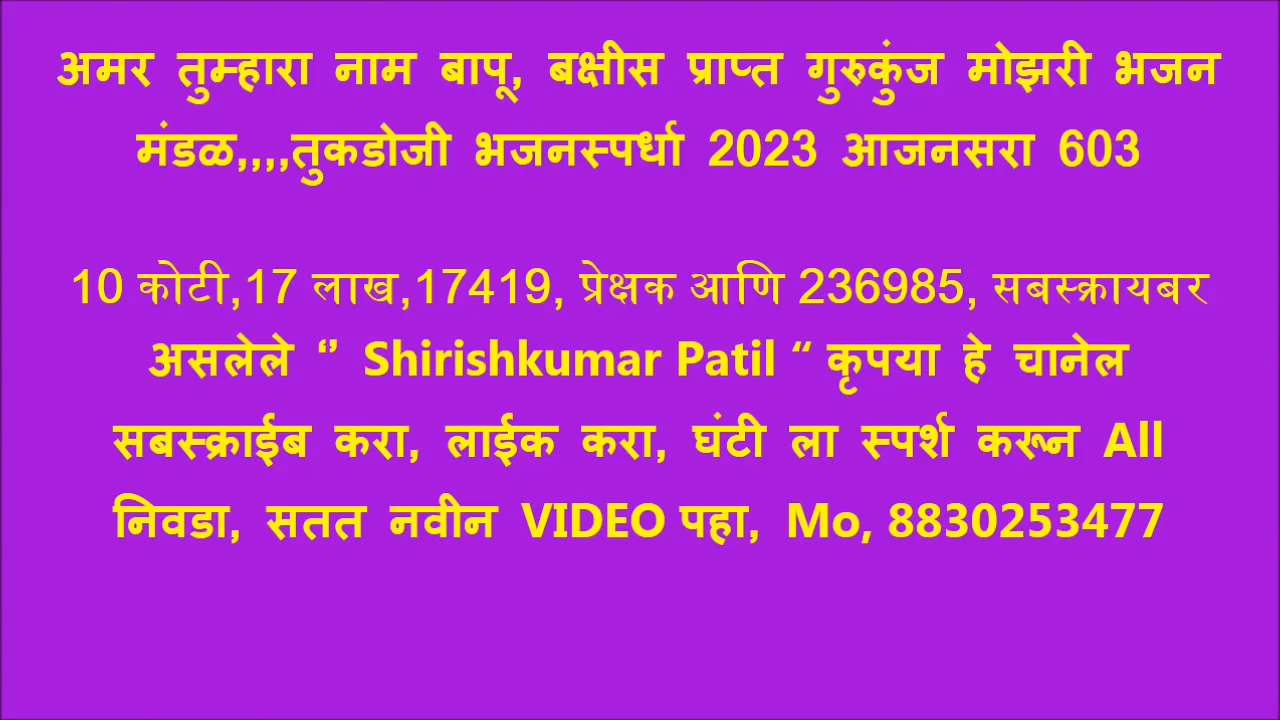 अमर तुम्हारा नाम बापू, बक्षीस प्राप्त गुरुकुंज मोझरी भजन
मंडळ,,,,तुकडोजी भजनस्पर्धा 2023 आजनसरा 603
10 कोटी,17 लाख,17419, प्रेक्षक आणि 236985, सबस्क्रायबर
असलेले ” Shirishkumar Patil “ कृपया हे चानेल
सबस्क्राईब करा, लाईक करा, घंटी ला स्पर्श करून All
निवडा, सतत नवीन VIDEO पहा, Mo, 8830253477